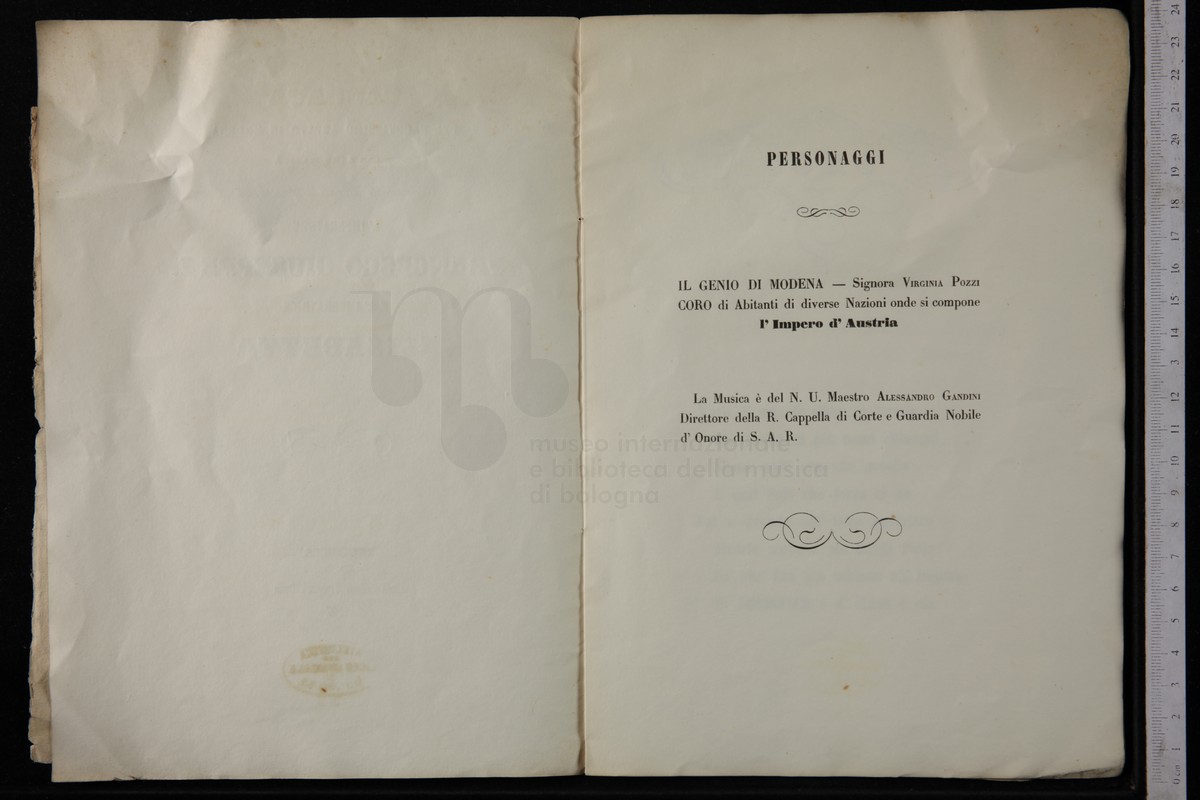 PERSONAGGI
IL GENIO DI MODENA — Signora VIRGINIA POZZI
CORO di Abitanti di diverse Nazioni onde si compone
l' Impero d' Austria
La Musica è del N. U. Maestro ALESSANDRO GANDINI
Direttore della R. Cappella di Corte e Guardia Nobile
d' Onore di S. A. R.
museo internazionale
e biblioteca della musica
di bologna